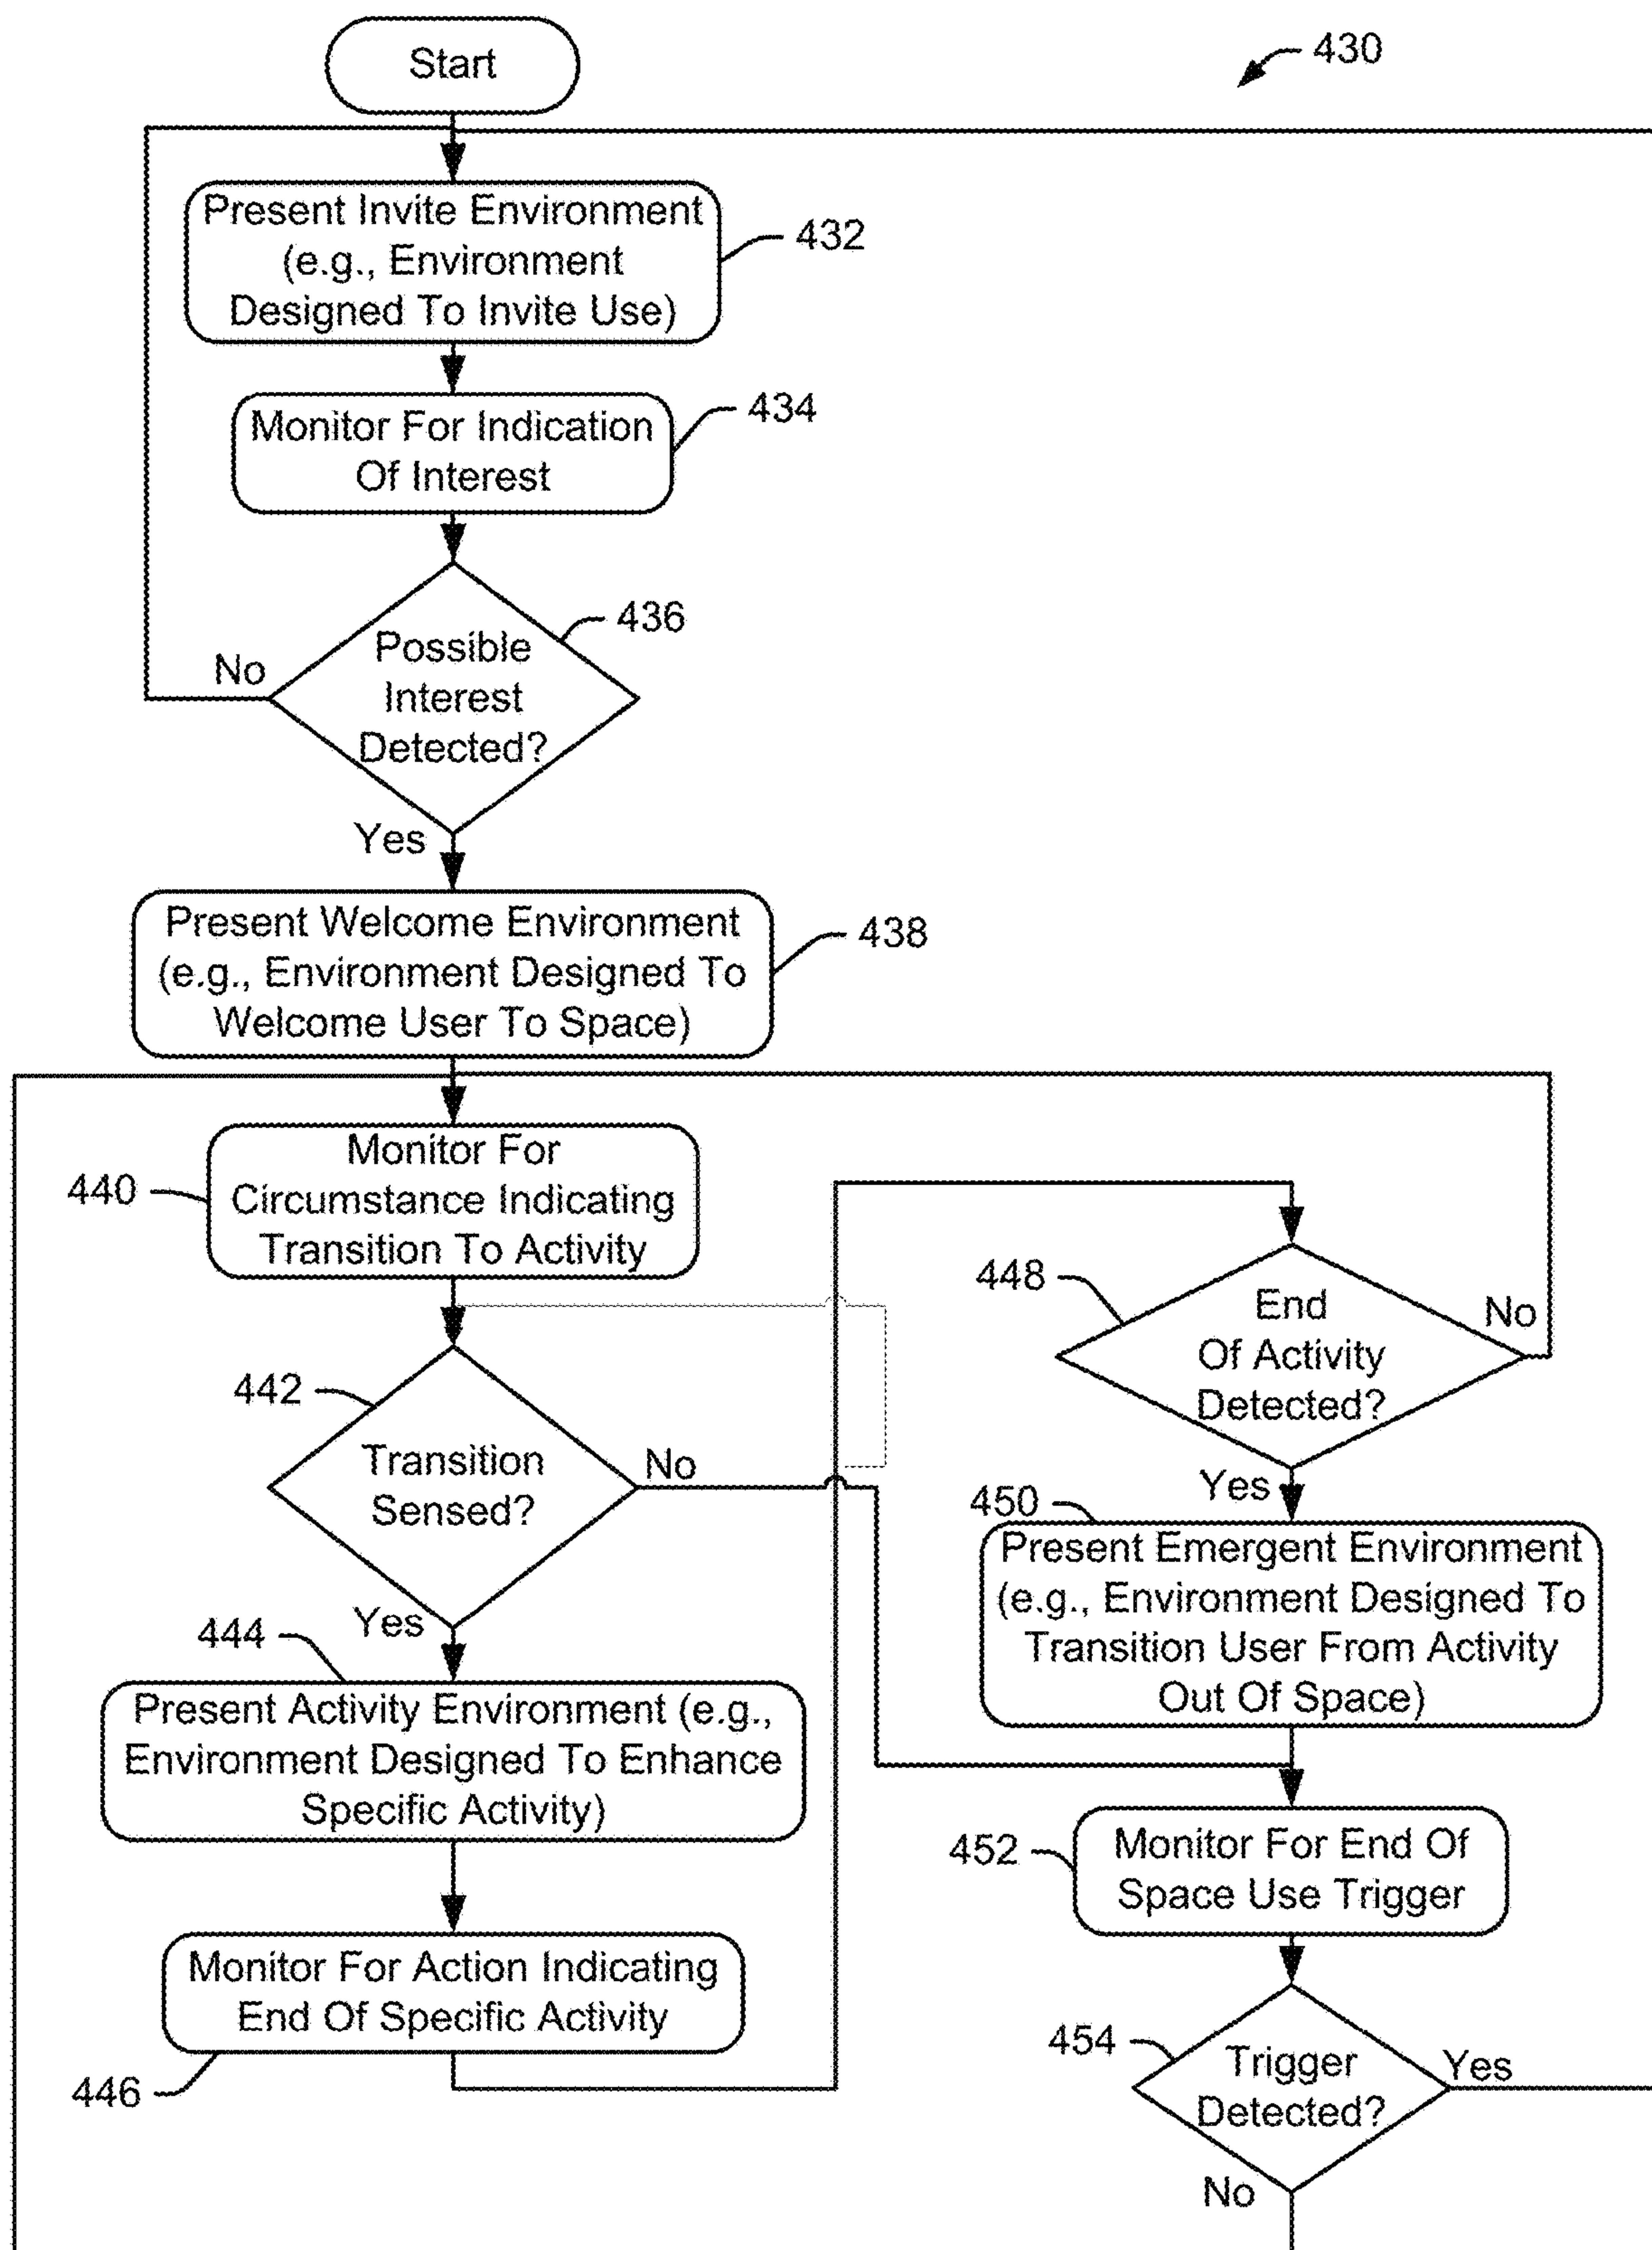 Start
430
Present Invite Environment
(e.g., Environment
Designed To Invite Use)
432
Monitor For Indication
Of Interest
434
Possible
Interest
Detected?
436
No
Yes
Present Welcome Environment
(e.g., Environment Designed To
Welcome User To Space)
438
Monitor For
Circumstance Indicating
Transition To Activity
440
442
Transition
Sensed?
No
Yes
444
Present Activity Environment (e.g.,
Environment Designed To Enhance
Specific Activity)
Monitor For Action Indicating
End Of Specific Activity
446
448
End
Of Activity
Detected?
No
Yes
450
Present Emergent Environment
(e.g., Environment Designed To
Transition User From Activity
Out Of Space)
452
Monitor For End Of
Space Use Trigger
454
Trigger
Detected?
Yes
No